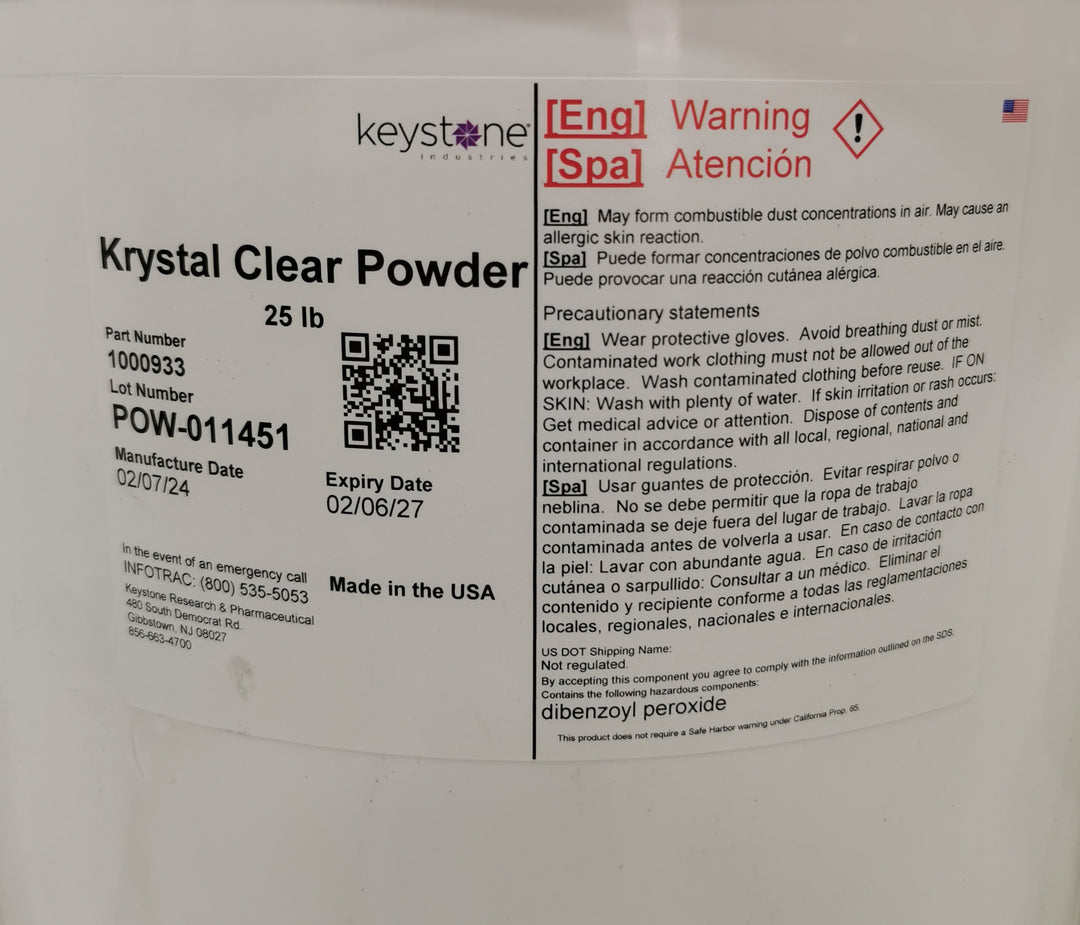 keystone
industries
Krystal Clear Powder
25 lb
Part Number
1000933
Lot Number
POW-011451
Manufacture Date
02/07/24
Expiry Date
02/06/27
In the event of an emergency call
INFOTRAC: (800) 535-5053
Keystone Research & Pharmaceutical
480 South Democrat Rd.
Gibbstown, NJ 08027
856-663-4700
Made in the USA
[Eng] Warning
[Spa] Atención
[Eng] May form combustible dust concentrations in air. May cause an
allergic skin reaction.
[Spa] Puede formar concentraciones de polvo combustible en el aire.
Puede provocar una reacción cutánea alérgica.
Precautionary statements
[Eng] Wear protective gloves. Avoid breathing dust or mist.
Contaminated work clothing must not be allowed out of the
workplace. Wash contaminated clothing before reuse. IF ON
SKIN: Wash with plenty of water. If skin irritation or rash occurs:
Get medical advice or attention. Dispose of contents and
container in accordance with all local, regional, national and
international regulations.
[Spa] Usar guantes de protección. Evitar respirar polvo o
neblina. No se debe permitir que la ropa de trabajo
contaminada se deje fuera del lugar de trabajo. Lavar la ropa
contaminada antes de volverla a usar. En caso de contacto con
la piel: Lavar con abundante agua. En caso de irritación
cutánea o sarpullido: Consultar a un médico. Eliminar el
contenido y recipiente conforme a todas las reglamentaciones
locales, regionales, nacionales e internacionales.
US DOT Shipping Name:
Not regulated.
By accepting this component you agree to comply with the information outlined on the SDS.
Contains the following hazardous components:
dibenzoyl peroxide
This product does not require a Safe Harbor warning under California Prop. 65.